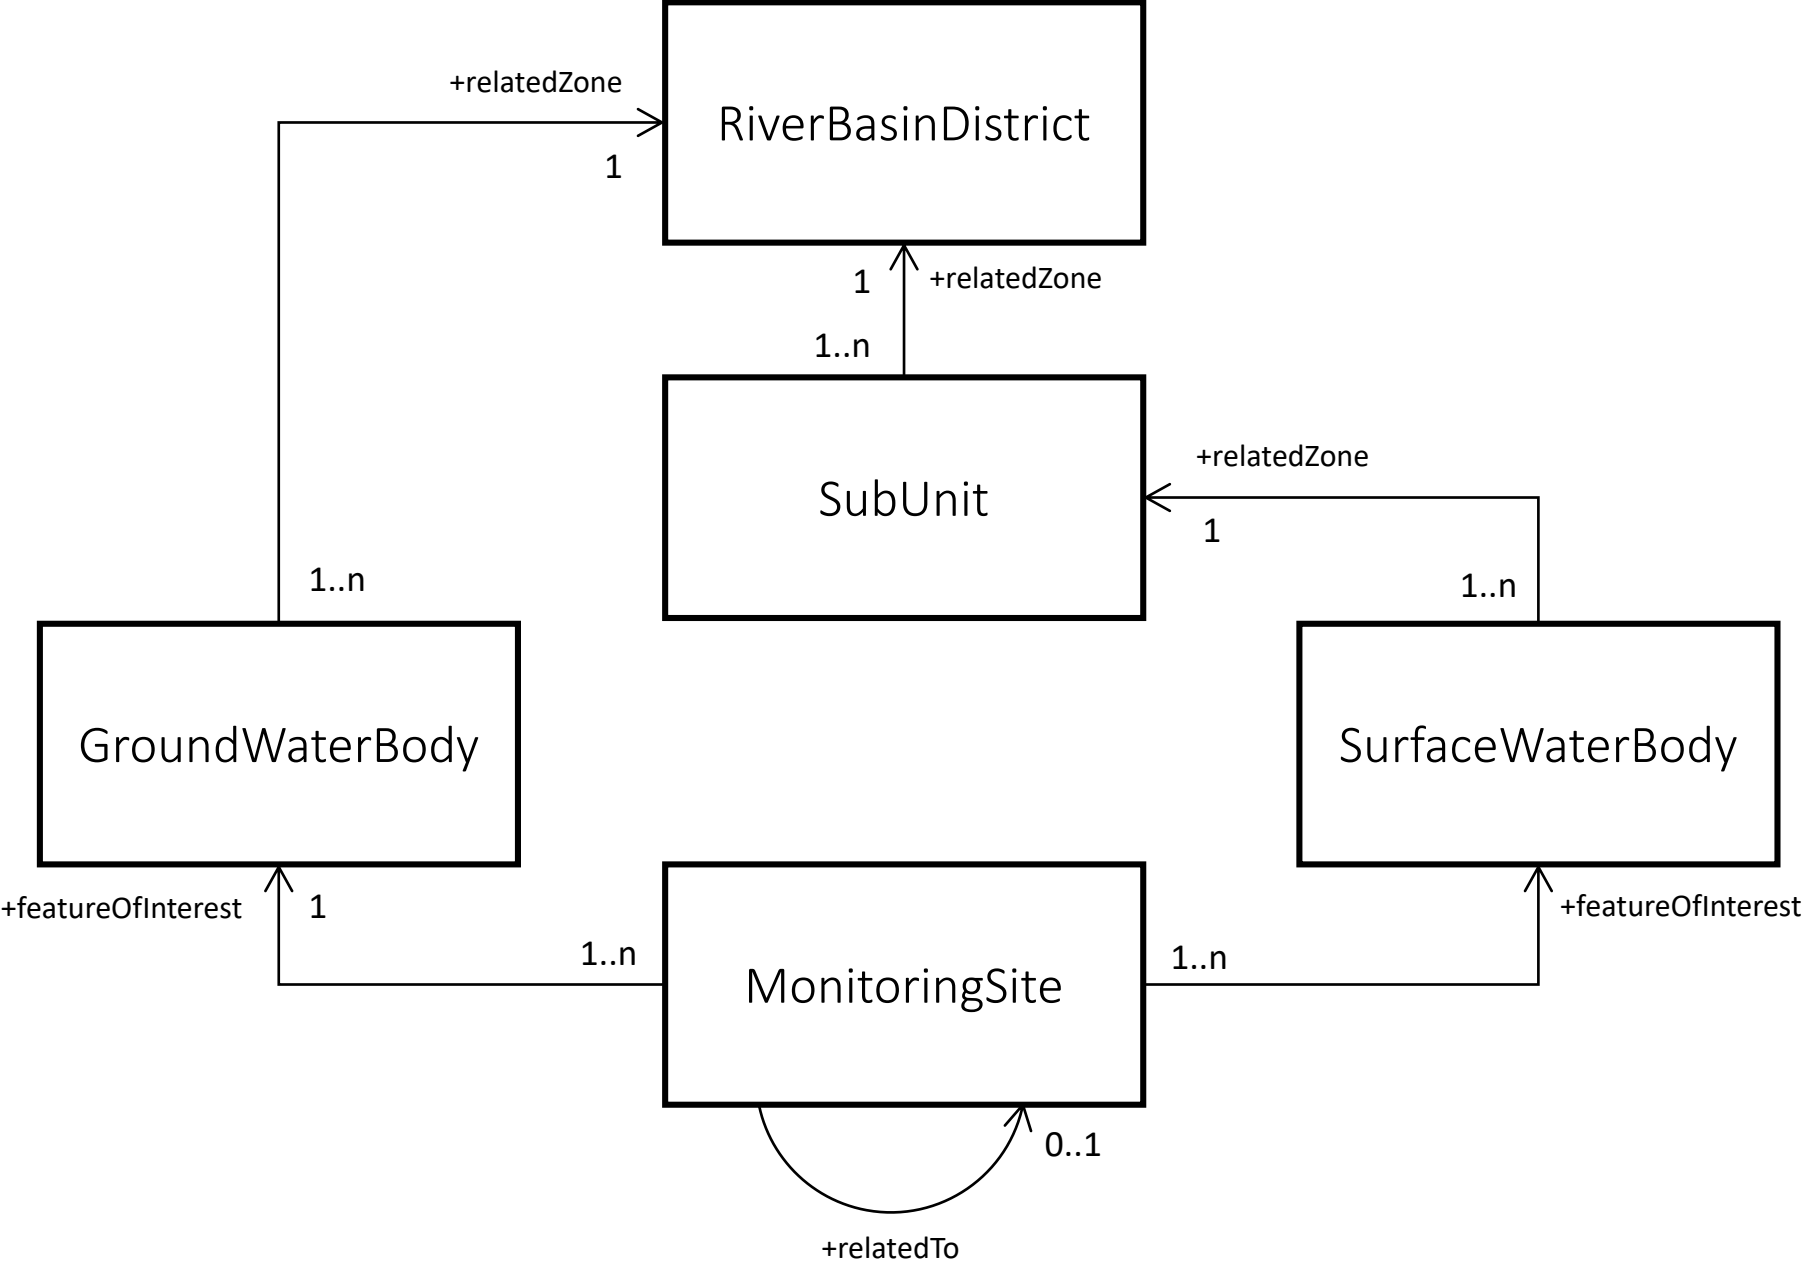 +relatedZone
RiverBasinDistrict
1
1
+relatedZone
1..n
+relatedZone
SubUnit
1
1..n
1..n
GroundWaterBody
SurfaceWaterBody
+featureOfInterest
1
+featureOfInterest
1..n
1..n
MonitoringSite
0..1
+relatedTo